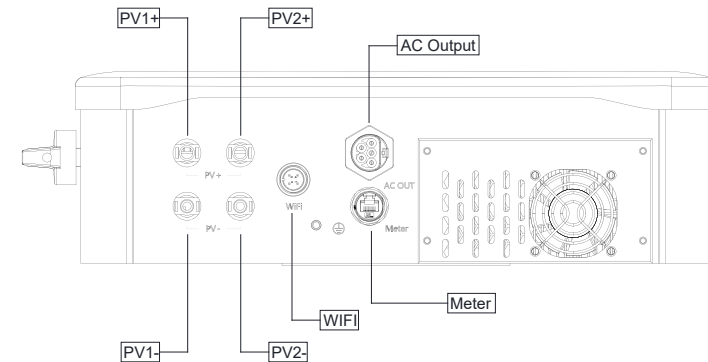 PV1+
PV2+
AC Output
PV+
AC OUT
WiFi
PV-
Meter
Meter
WIFI
PV1-
PV2-